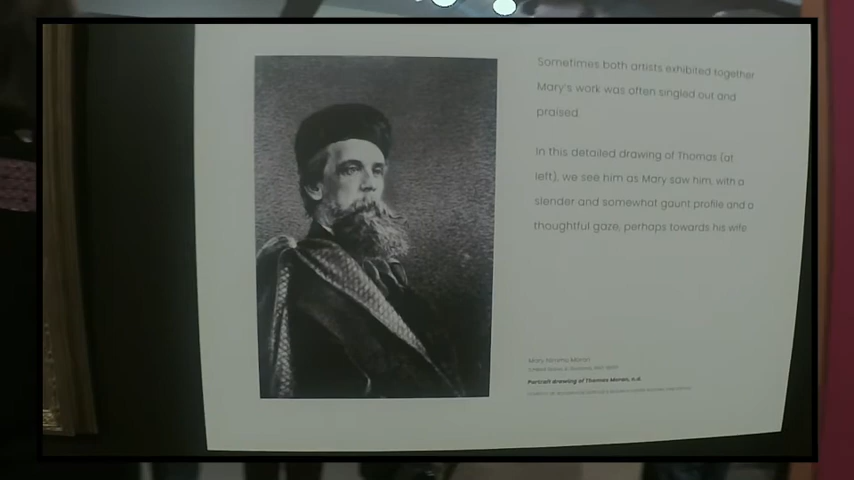 Sometimes both artists exhibited together
Mary's work was often singled out and
praised.
In this detailed drawing of Thomas (at
left), we see him as Mary saw him, with a
slender and somewhat gaunt profile and a
thoughtful gaze, perhaps towards his wife
Mary Nimmo Moran
Portrait drawing of Thomas Moran, n.d.